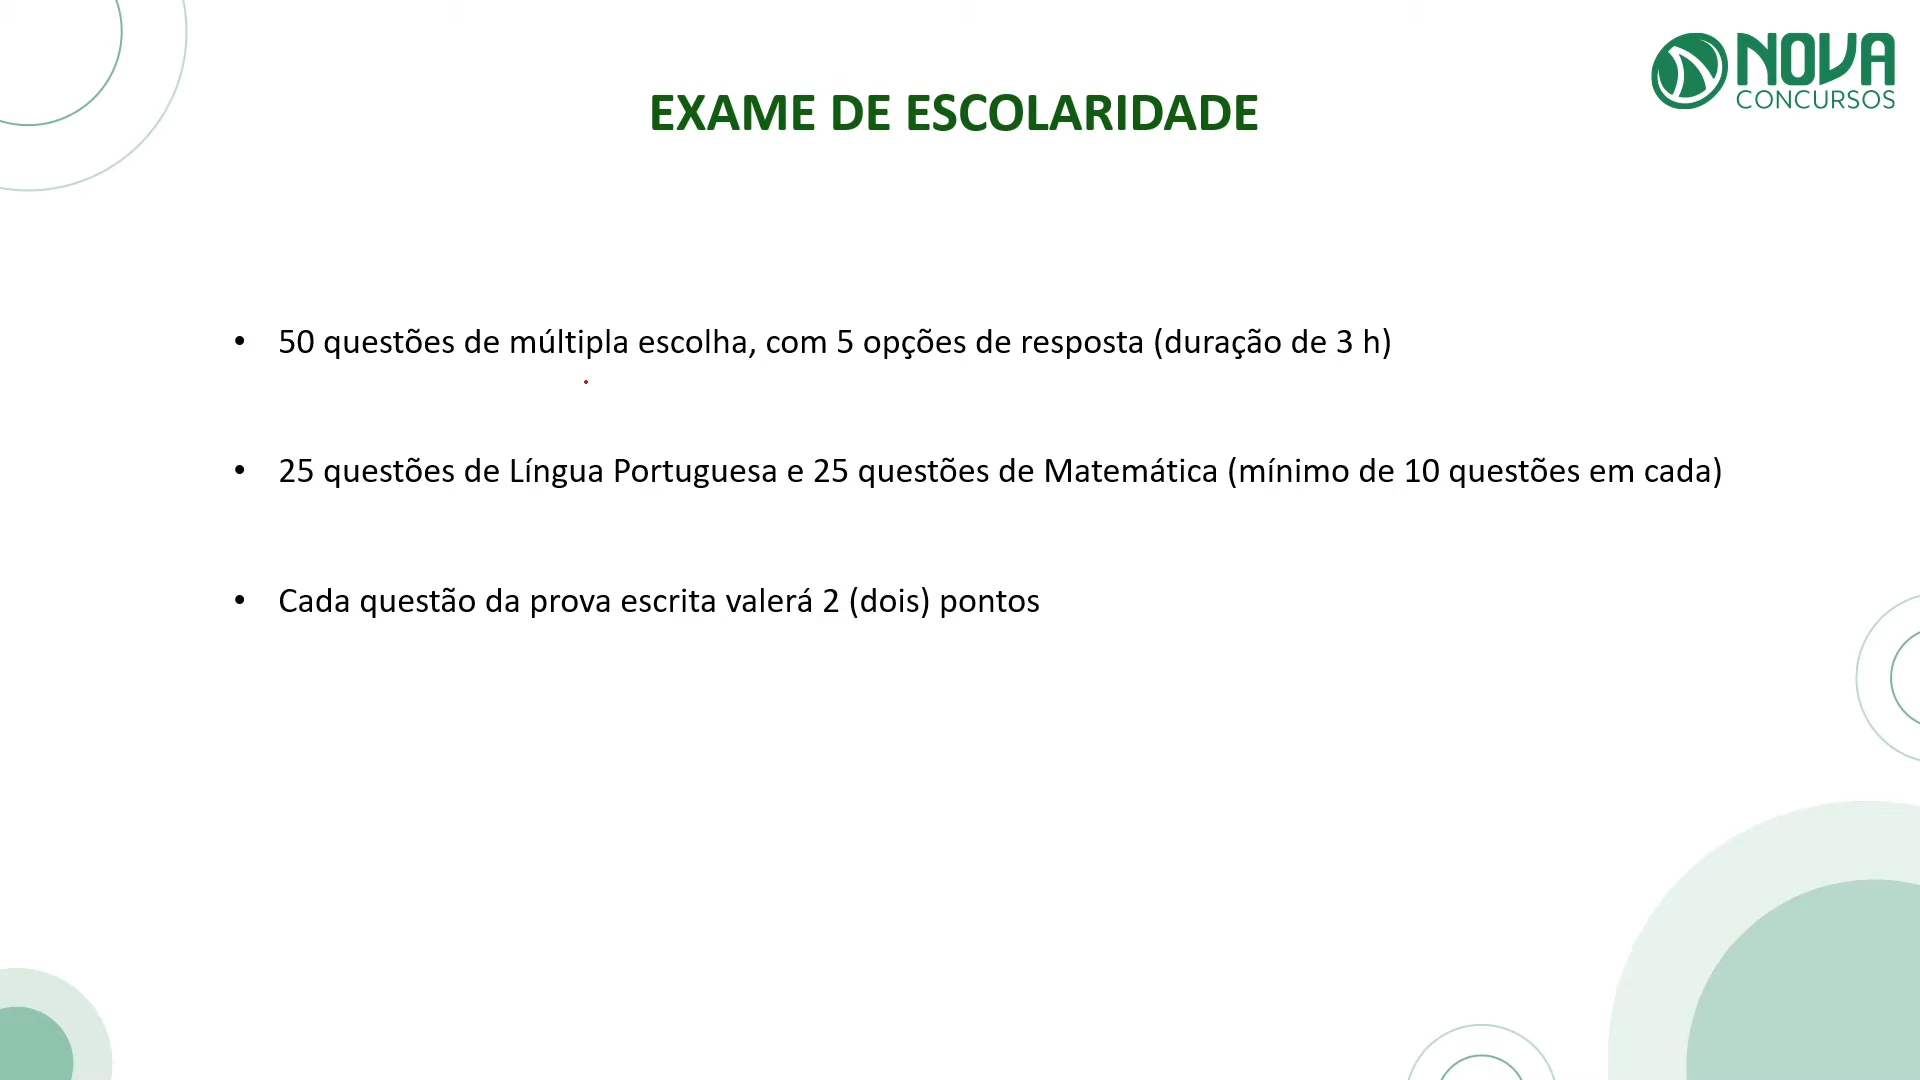 NOVA
CONCURSOS
EXAME DE ESCOLARIDADE
• 50 questões de múltipla escolha, com 5 opções de resposta (duração de 3 h)
• 25 questões de Língua Portuguesa e 25 questões de Matemática (mínimo de 10 questões em cada)
• Cada questão da prova escrita valerá 2 (dois) pontos